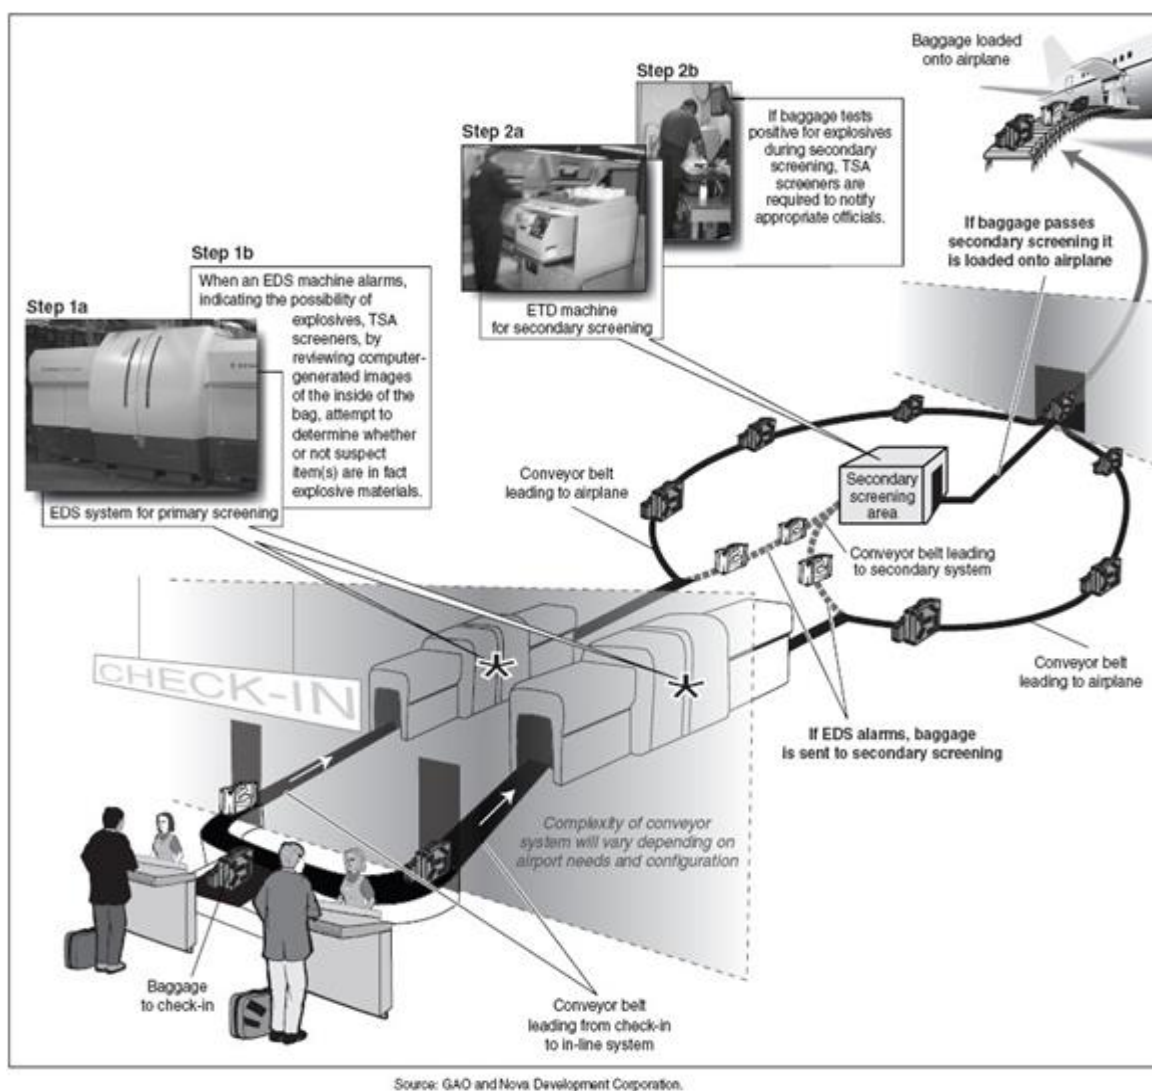 Baggage loaded
onto airplane
Step 2b
If baggage tests
positive for explosives
during secondary
screening, TSA
screeners are
required to notify
appropriate officials.
Step 2a
ETD machine
for secondary screening
If baggage passes
secondary screening it
is loaded onto airplane
Step 1b
When an EDS machine alarms,
indicating the possibility of
explosives, TSA
screeners, by
reviewing computer-
generated images
of the inside of the
bag, attempt to
determine whether
or not suspect
item(s) are in fact
explosive materials.
Step 1a
EDS system for primary screening
Conveyor belt
leading to airplane
Secondary
screening
area
Conveyor belt leading
to secondary system
Conveyor belt
leading to airplane
If EDS alarms, baggage
is sent to secondary screening
CHECK-IN
Complexity of conveyor
system will vary depending on
airport needs and configuration
Baggage
to check-in
Conveyor belt
leading from check-in
to in-line system
Source: GAO and Nova Development Corporation.